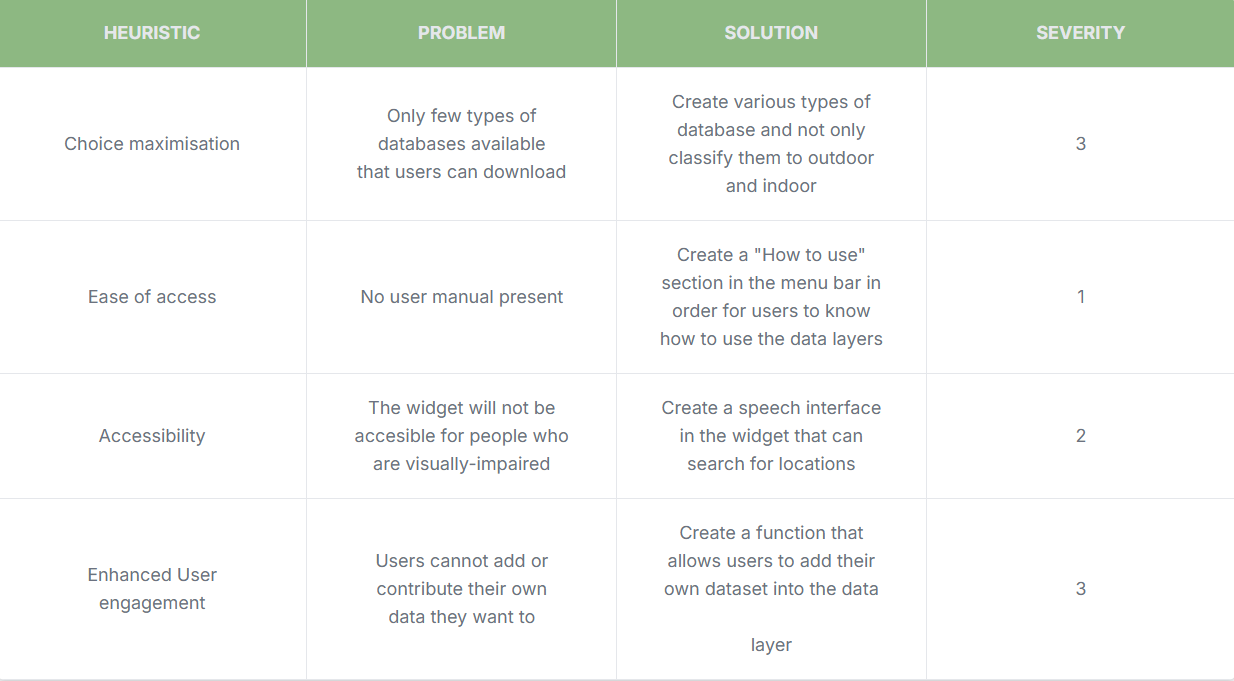 HEURISTIC PROBLEM SOLUTION SEVERITY
Choice maximisation
Only few types of
databases available
that users can download
Create various types of
database and not only
classify them to outdoor
and indoor
3
Ease of access
No user manual present
Create a "How to use"
section in the menu bar in
order for users to know
how to use the data layers
1
Accessibility
The widget will not be
accesible for people who
are visually-impaired
Create a speech interface
in the widget that can
search for locations
2
Enhanced User
engagement
Users cannot add or
contribute their own
data they want to
Create a function that
allows users to add their
own dataset into the data
layer
3